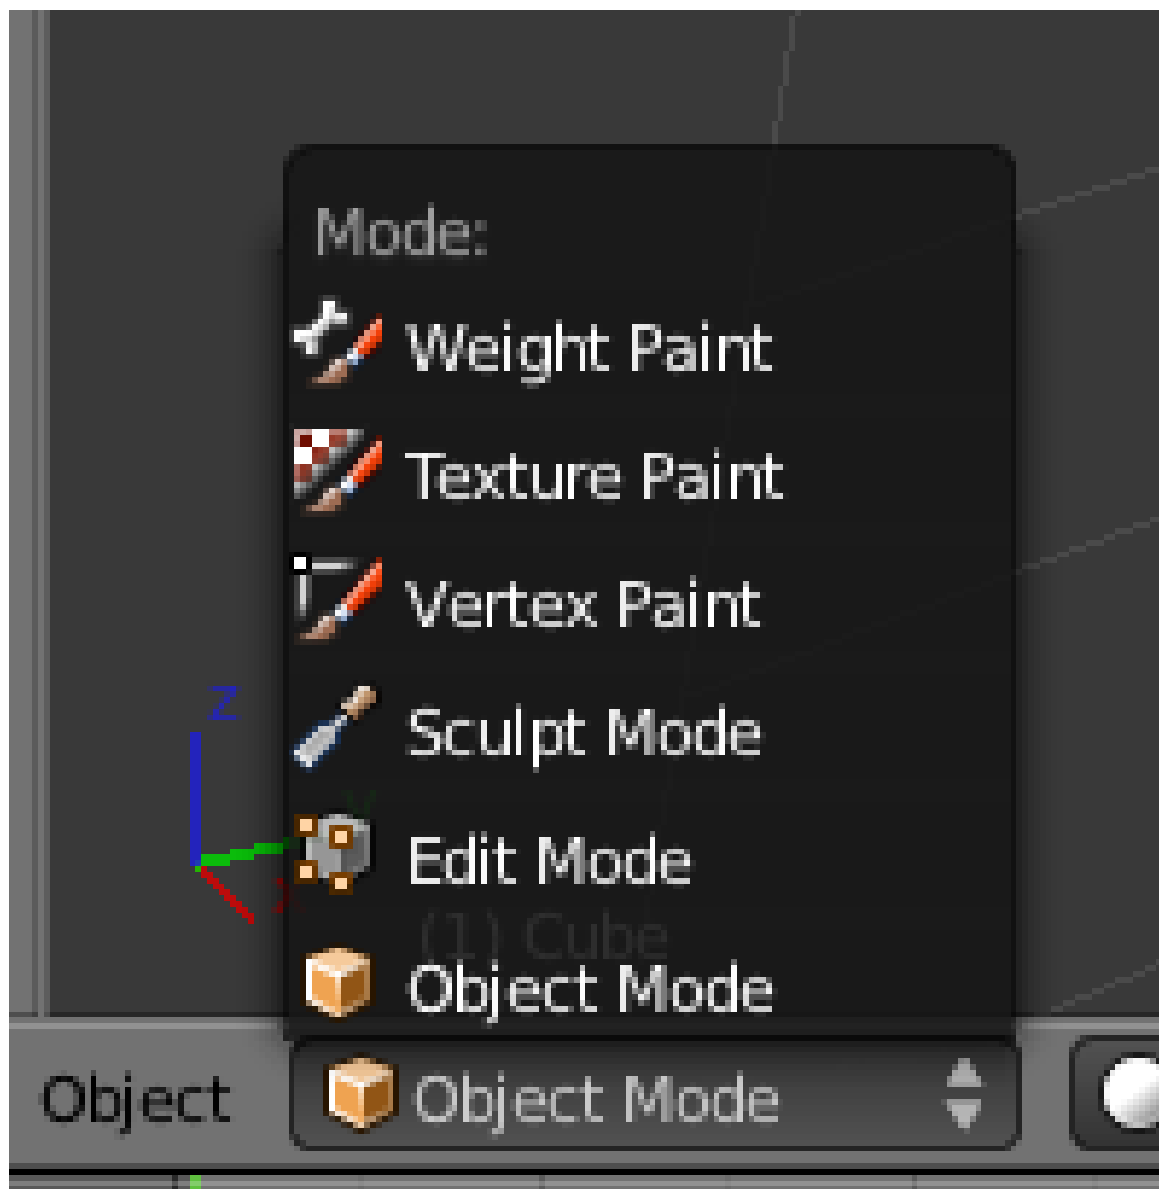 Mode:
Weight Paint
Texture Paint
Vertex Paint
Sculpt Mode
z
y
Edit Mode
x
(1) Cube
Object Mode
Object
Object Mode